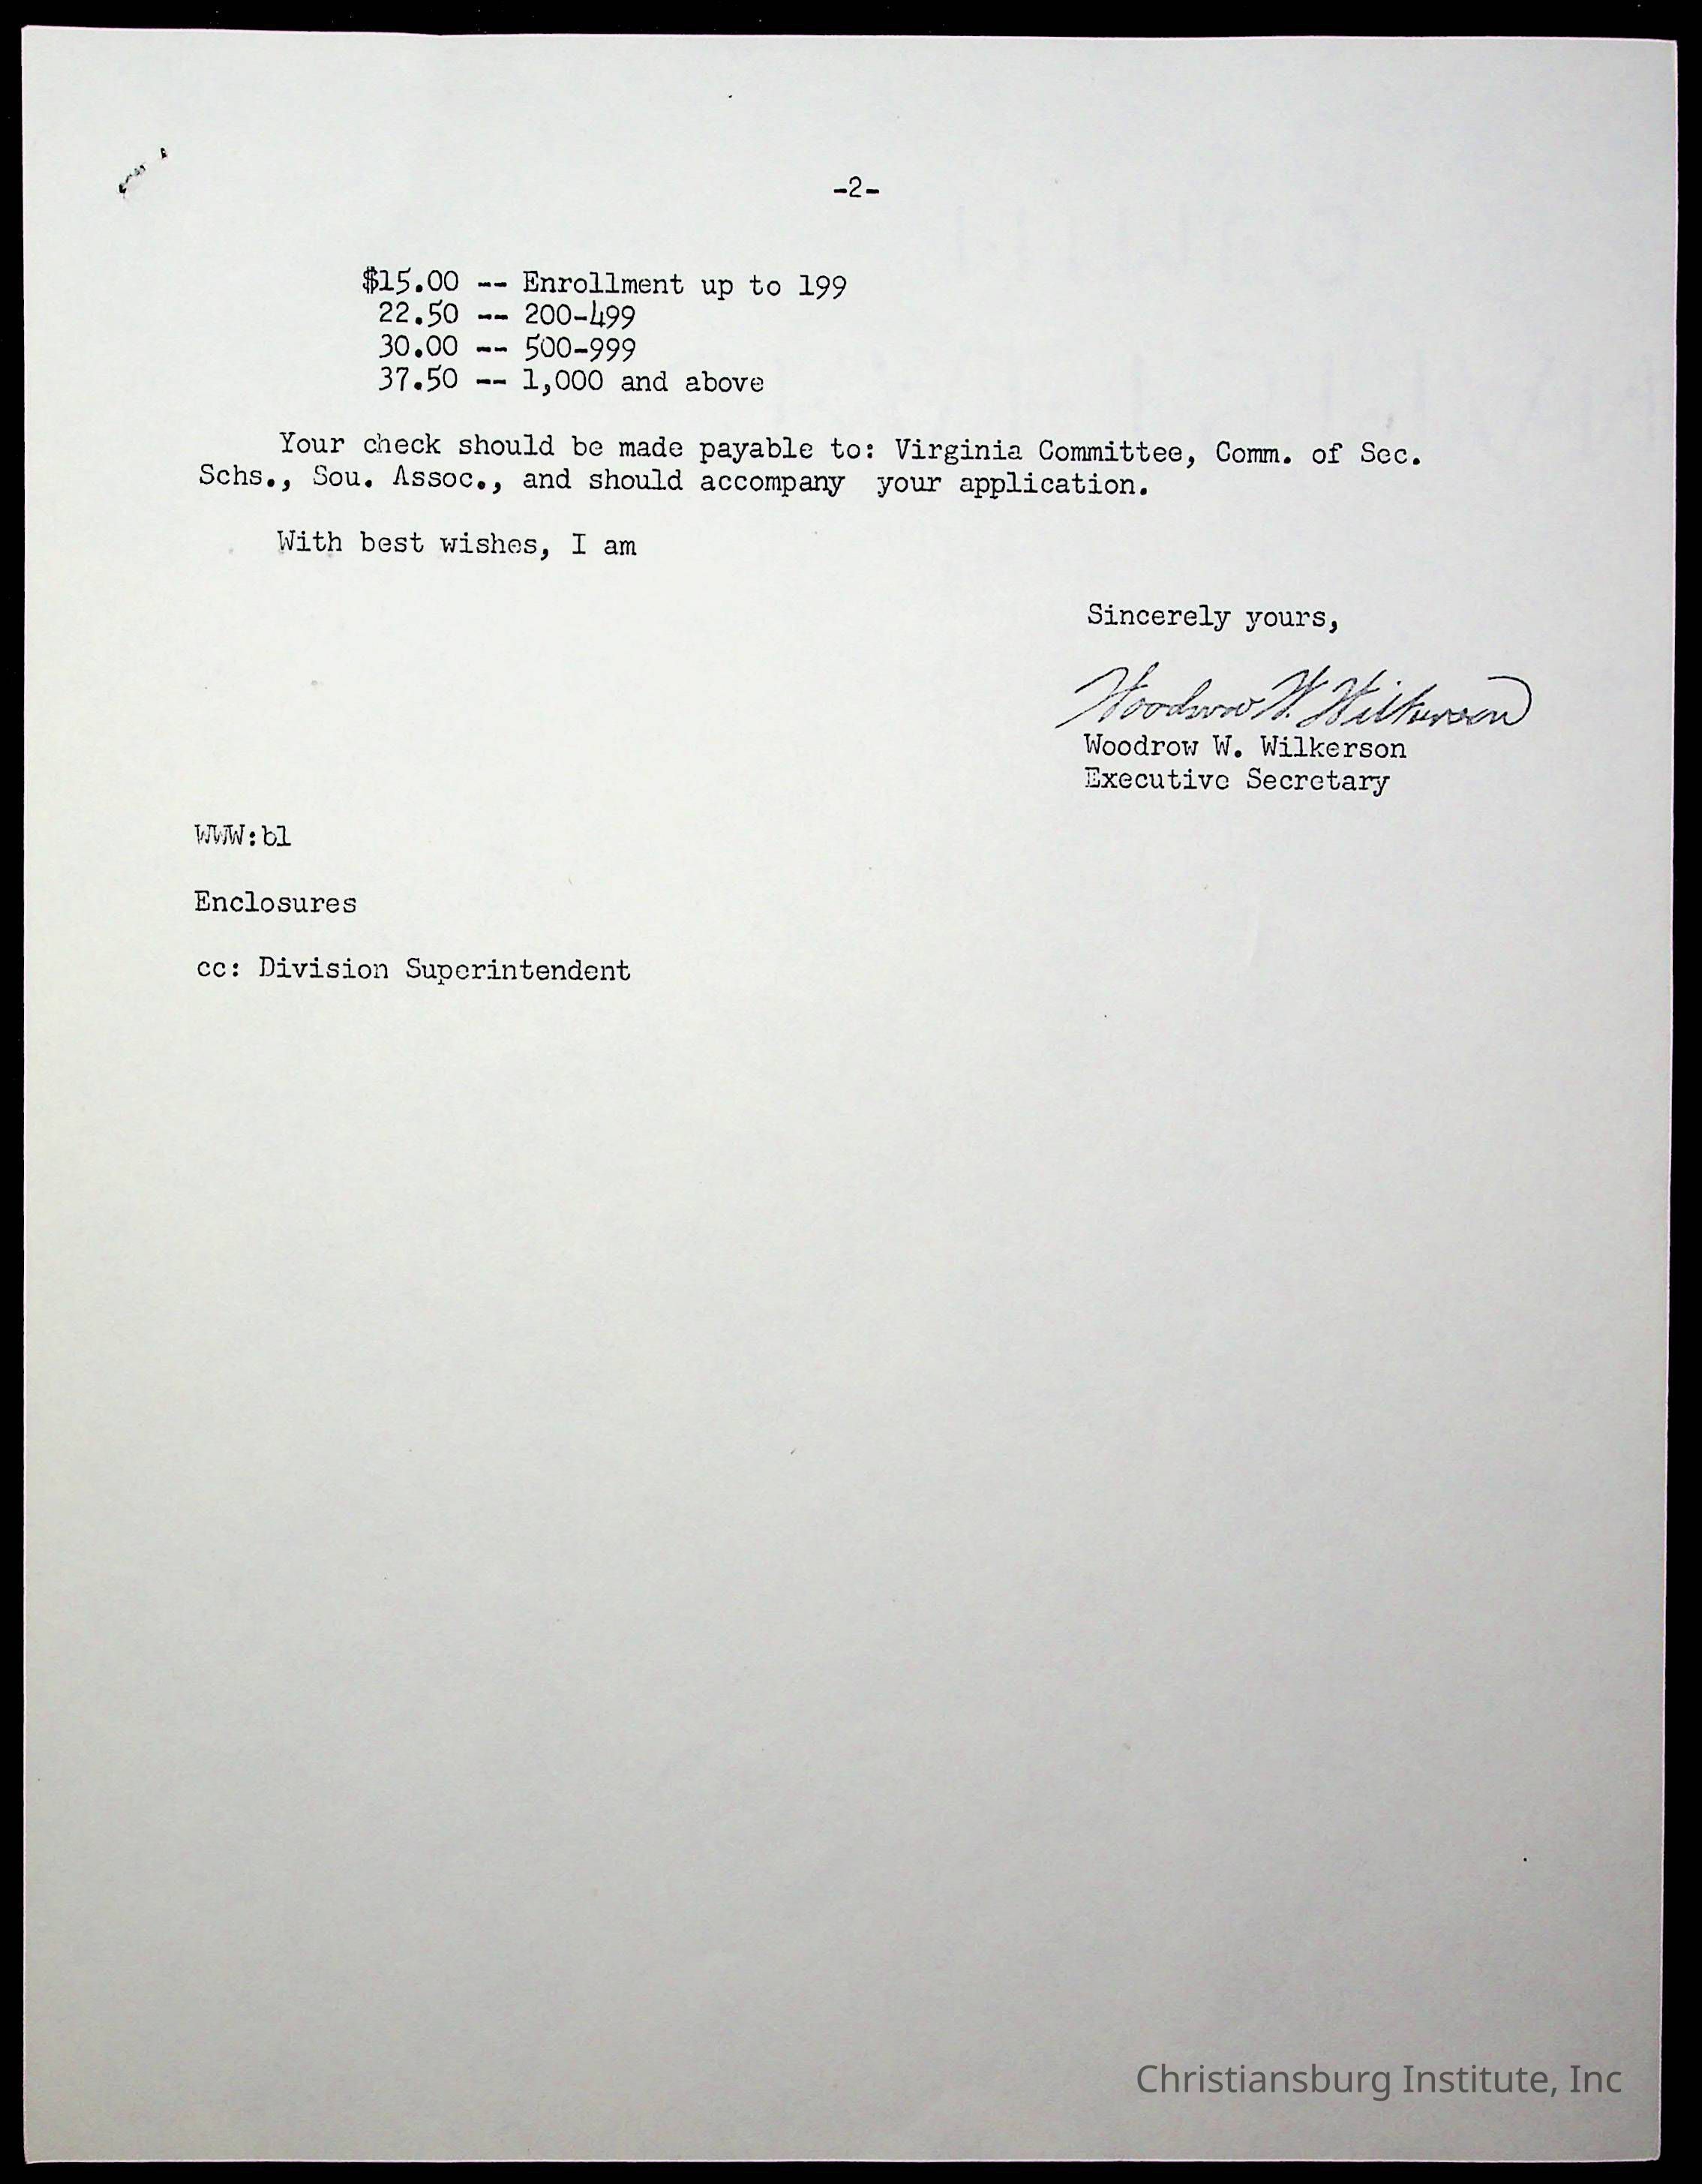 -2-
$15.00 -- Enrollment up to 199
22.50 -- 200-499
30.00 -- 500-999
37.50 -- 1,000 and above
Your check should be made payable to: Virginia Committee, Comm. of Sec.
Schs., Sou. Assoc., and should accompany your application.
With best wishes, I am
Sincerely yours,
Woodrow W. Wilkerson
Woodrow W. Wilkerson
Executive Secretary
WWW:bl
Enclosures
cc: Division Superintendent
Christiansburg Institute, Inc